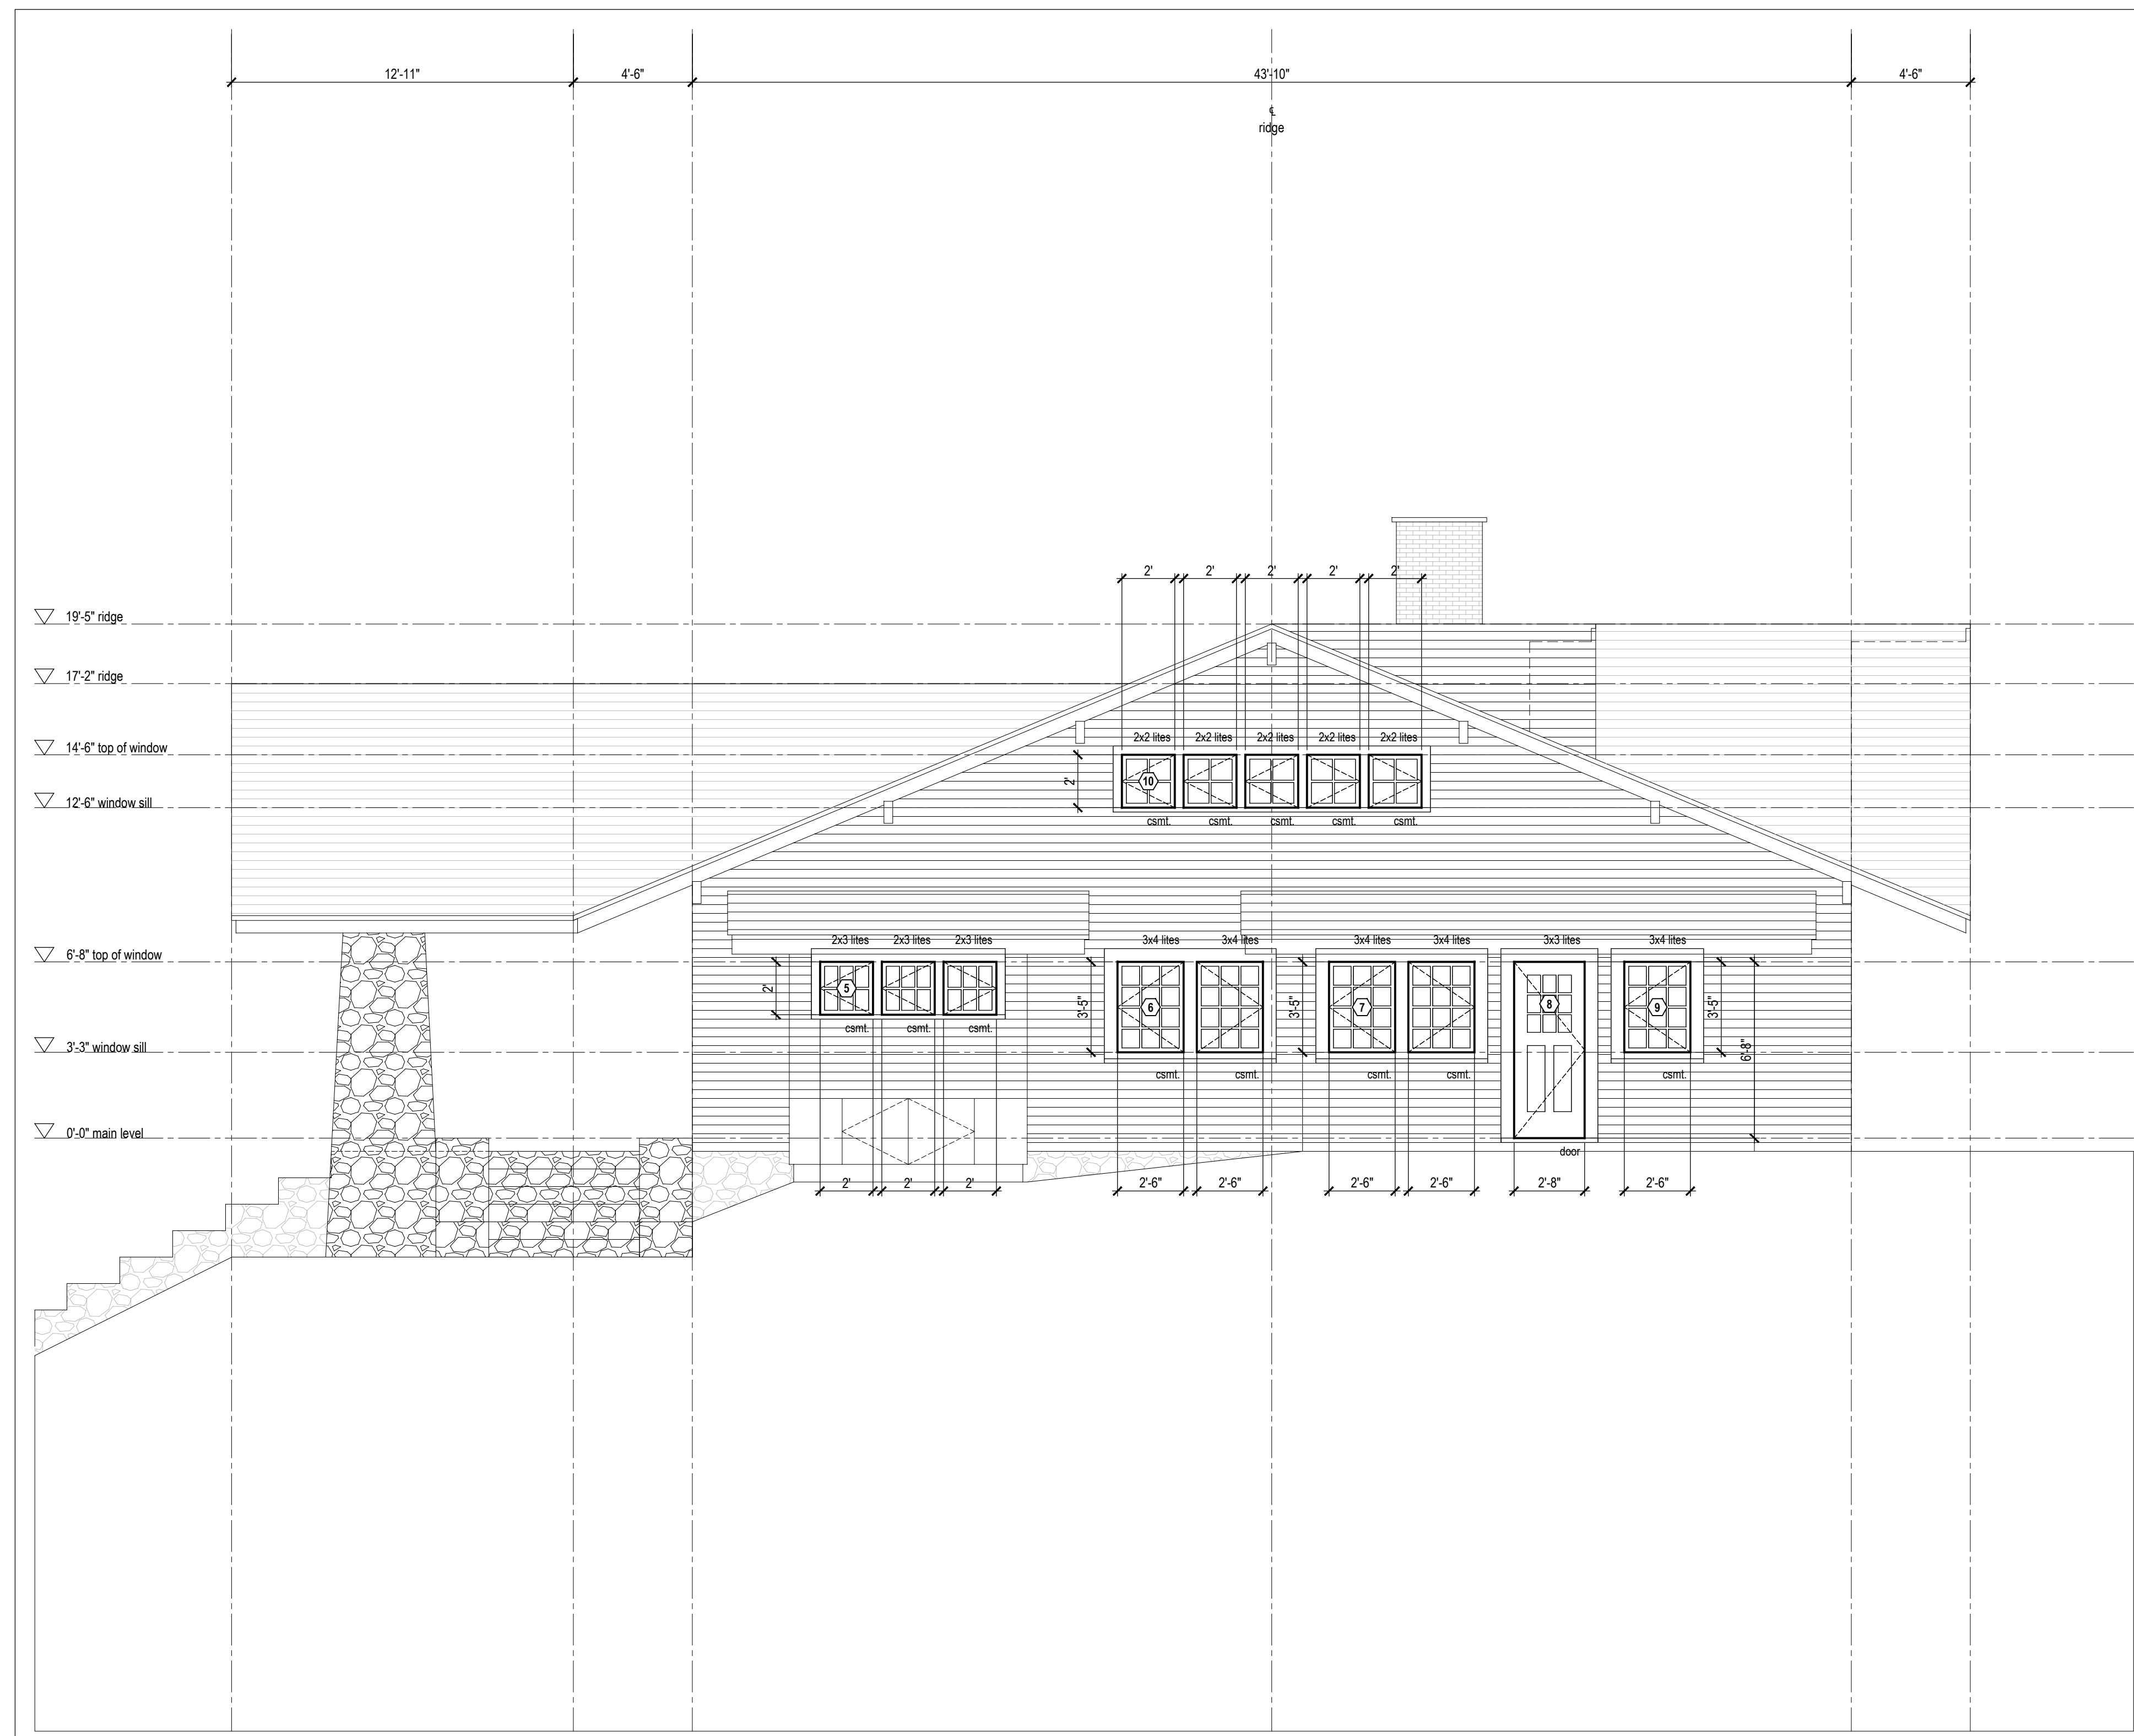 12'-11" 4'-6" 43'-10" 4'-6"
℄
ridge
2' 2' 2' 2' 2'
19'-5" ridge
17'-2" ridge
2x2 lites 2x2 lites 2x2 lites 2x2 lites 2x2 lites
14'-6" top of window
2' 10
12'-6" window sill
csmt. csmt. csmt. csmt. csmt.
2x3 lites 2x3 lites 2x3 lites 3x4 lites 3x4 lites 3x4 lites 3x4 lites 3x3 lites 3x4 lites
6'-8" top of window
2' 5 3'-5" 6 3'-5" 7 8 9 3'-5"
csmt. csmt. csmt.
3'-3" window sill
6'-8"
csmt. csmt. csmt. csmt. csmt.
0'-0" main level
door
2' 2' 2' 2'-6" 2'-6" 2'-6" 2'-6" 2'-8" 2'-6"